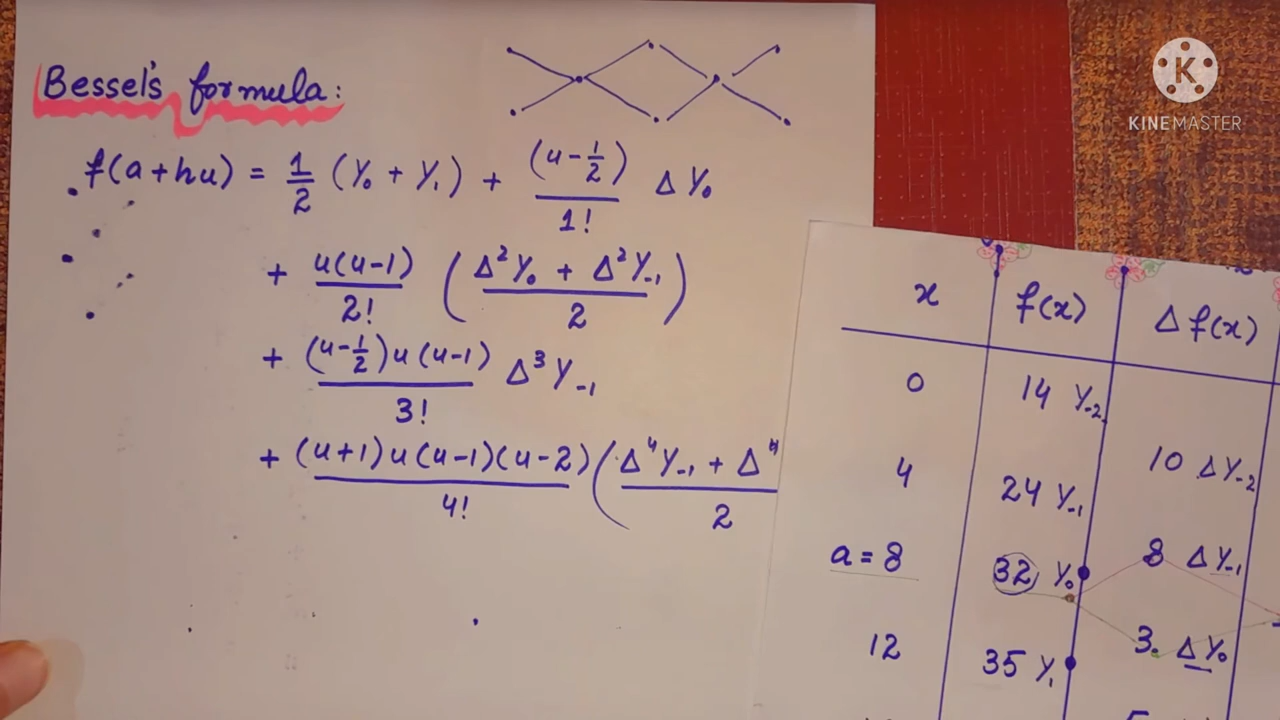 Bessel's formula:
f(a+hu) = 1/2 (Y₀ + Y₁) + (u-1/2)/1! Δ Y₀
+ u(u-1)/2! (Δ²Y₀ + Δ²Y₋₁)/2
+ (u-1/2)u(u-1)/3! Δ³Y₋₁
+ (u+1)u(u-1)(u-2)/4! (Δ⁴Y₋₁ + Δ⁴ /2
x f(x) Δf(x)
0 14 Y₋₂
10 ΔY₋₂
4 24 Y₋₁
8 ΔY₋₁
a = 8 32 Y₀
3 ΔY₀
12 35 Y₁
K
KINEMASTER